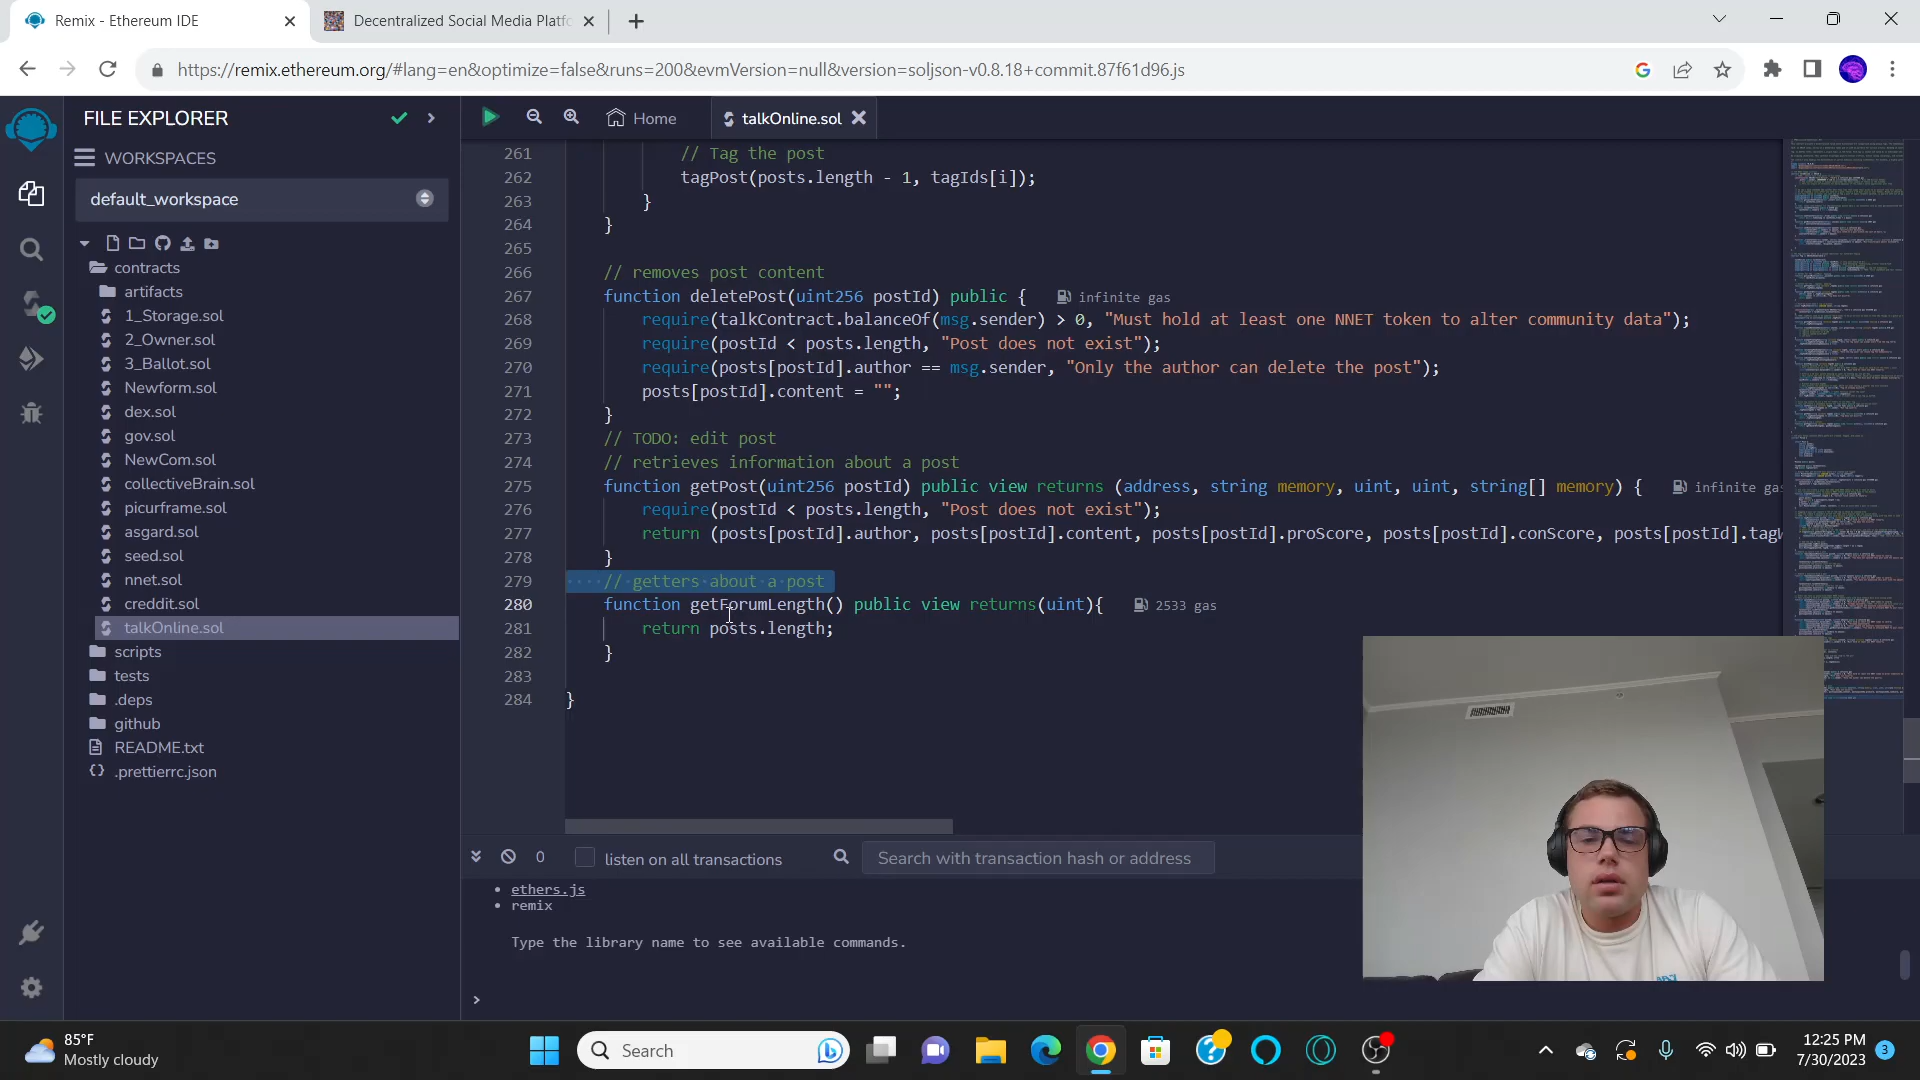 Remix - Ethereum IDE
Decentralized Social Media Platfo
https://remix.ethereum.org/#lang=en&optimize=false&runs=200&evmVersion=null&version=soljson-v0.8.18+commit.87f61d96.js
FILE EXPLORER
Home
talkOnline.sol
WORKSPACES
default_workspace
contracts
artifacts
1_Storage.sol
2_Owner.sol
3_Ballot.sol
Newform.sol
dex.sol
gov.sol
NewCom.sol
collectiveBrain.sol
picurframe.sol
asgard.sol
seed.sol
nnet.sol
creddit.sol
talkOnline.sol
scripts
tests
.deps
github
README.txt
.prettierrc.json
261 // Tag the post
262 tagPost(posts.length - 1, tagIds[i]);
263 }
264 }
265
266 // removes post content
267 function deletePost(uint256 postId) public { infinite gas
268 require(talkContract.balanceOf(msg.sender) > 0, "Must hold at least one NNET token to alter community data");
269 require(postId < posts.length, "Post does not exist");
270 require(posts[postId].author == msg.sender, "Only the author can delete the post");
271 posts[postId].content = "";
272 }
273 // TODO: edit post
274 // retrieves information about a post
275 function getPost(uint256 postId) public view returns (address, string memory, uint, uint, string[] memory) { infinite gas
276 require(postId < posts.length, "Post does not exist");
277 return (posts[postId].author, posts[postId].content, posts[postId].proScore, posts[postId].conScore, posts[postId].tagW
278 }
279 // getters about a post
280 function getForumLength() public view returns(uint){ 2533 gas
281 return posts.length;
282 }
283
284 }
0
listen on all transactions
Search with transaction hash or address
ethers.js
remix
Type the library name to see available commands.
>
85°F
Mostly cloudy
Search
12:25 PM
7/30/2023
3